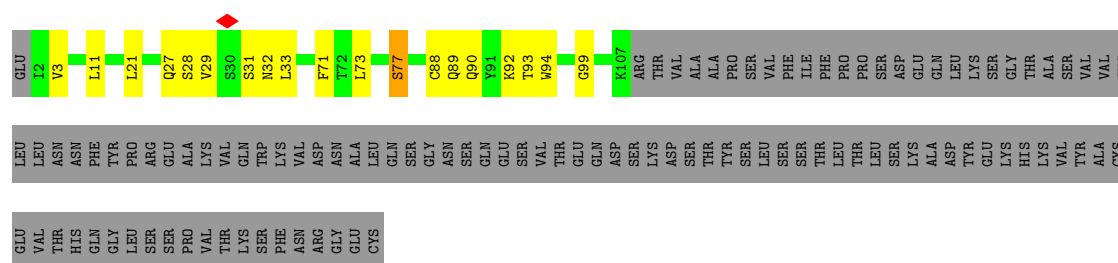 GLU I2 V3 L11 L21 Q27 S28 V29 S30 S31 N32 L33 F71 T72 L73 S77 C88 Q89 Q90 Y91 K92 T93 W94 G99 K107 ARG THR VAL ALA ALA PRO SER VAL PHE ILE PHE PRO PRO SER ASP GLU GLN LEU LYS SER GLY THR ALA SER VAL VAL
LEU LEU ASN ASN PHE TYR PRO ARG GLU ALA LYS VAL GLN TRP LYS VAL ASP ASN ALA LEU GLN SER GLY ASN SER GLN GLU SER VAL THR GLU GLN ASP SER LYS ASP SER THR TYR SER LEU SER SER THR LEU THR LEU SER LYS ALA ASP TYR GLU LYS HIS LYS VAL TYR ALA CYS
GLU VAL THR HIS GLN GLY LEU SER SER PRO VAL THR LYS SER PHE ASN ARG GLY GLU CYS